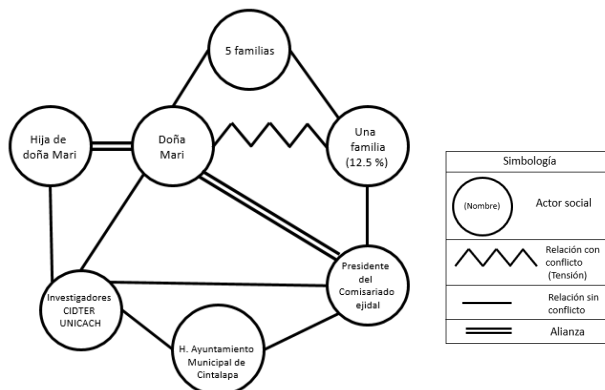 5 familias
Hija de
doña Mari
Doña
Mari
Una
familia
(12.5 %)
Investigadores
CIDTER
UNICACH
Presidente
del
Comisariado
ejidal
H. Ayuntamiento
Municipal de
Cintalapa
Simbología
(Nombre)
Actor social
Relación con
conflicto
(Tensión)
Relación sin
conflicto
Alianza